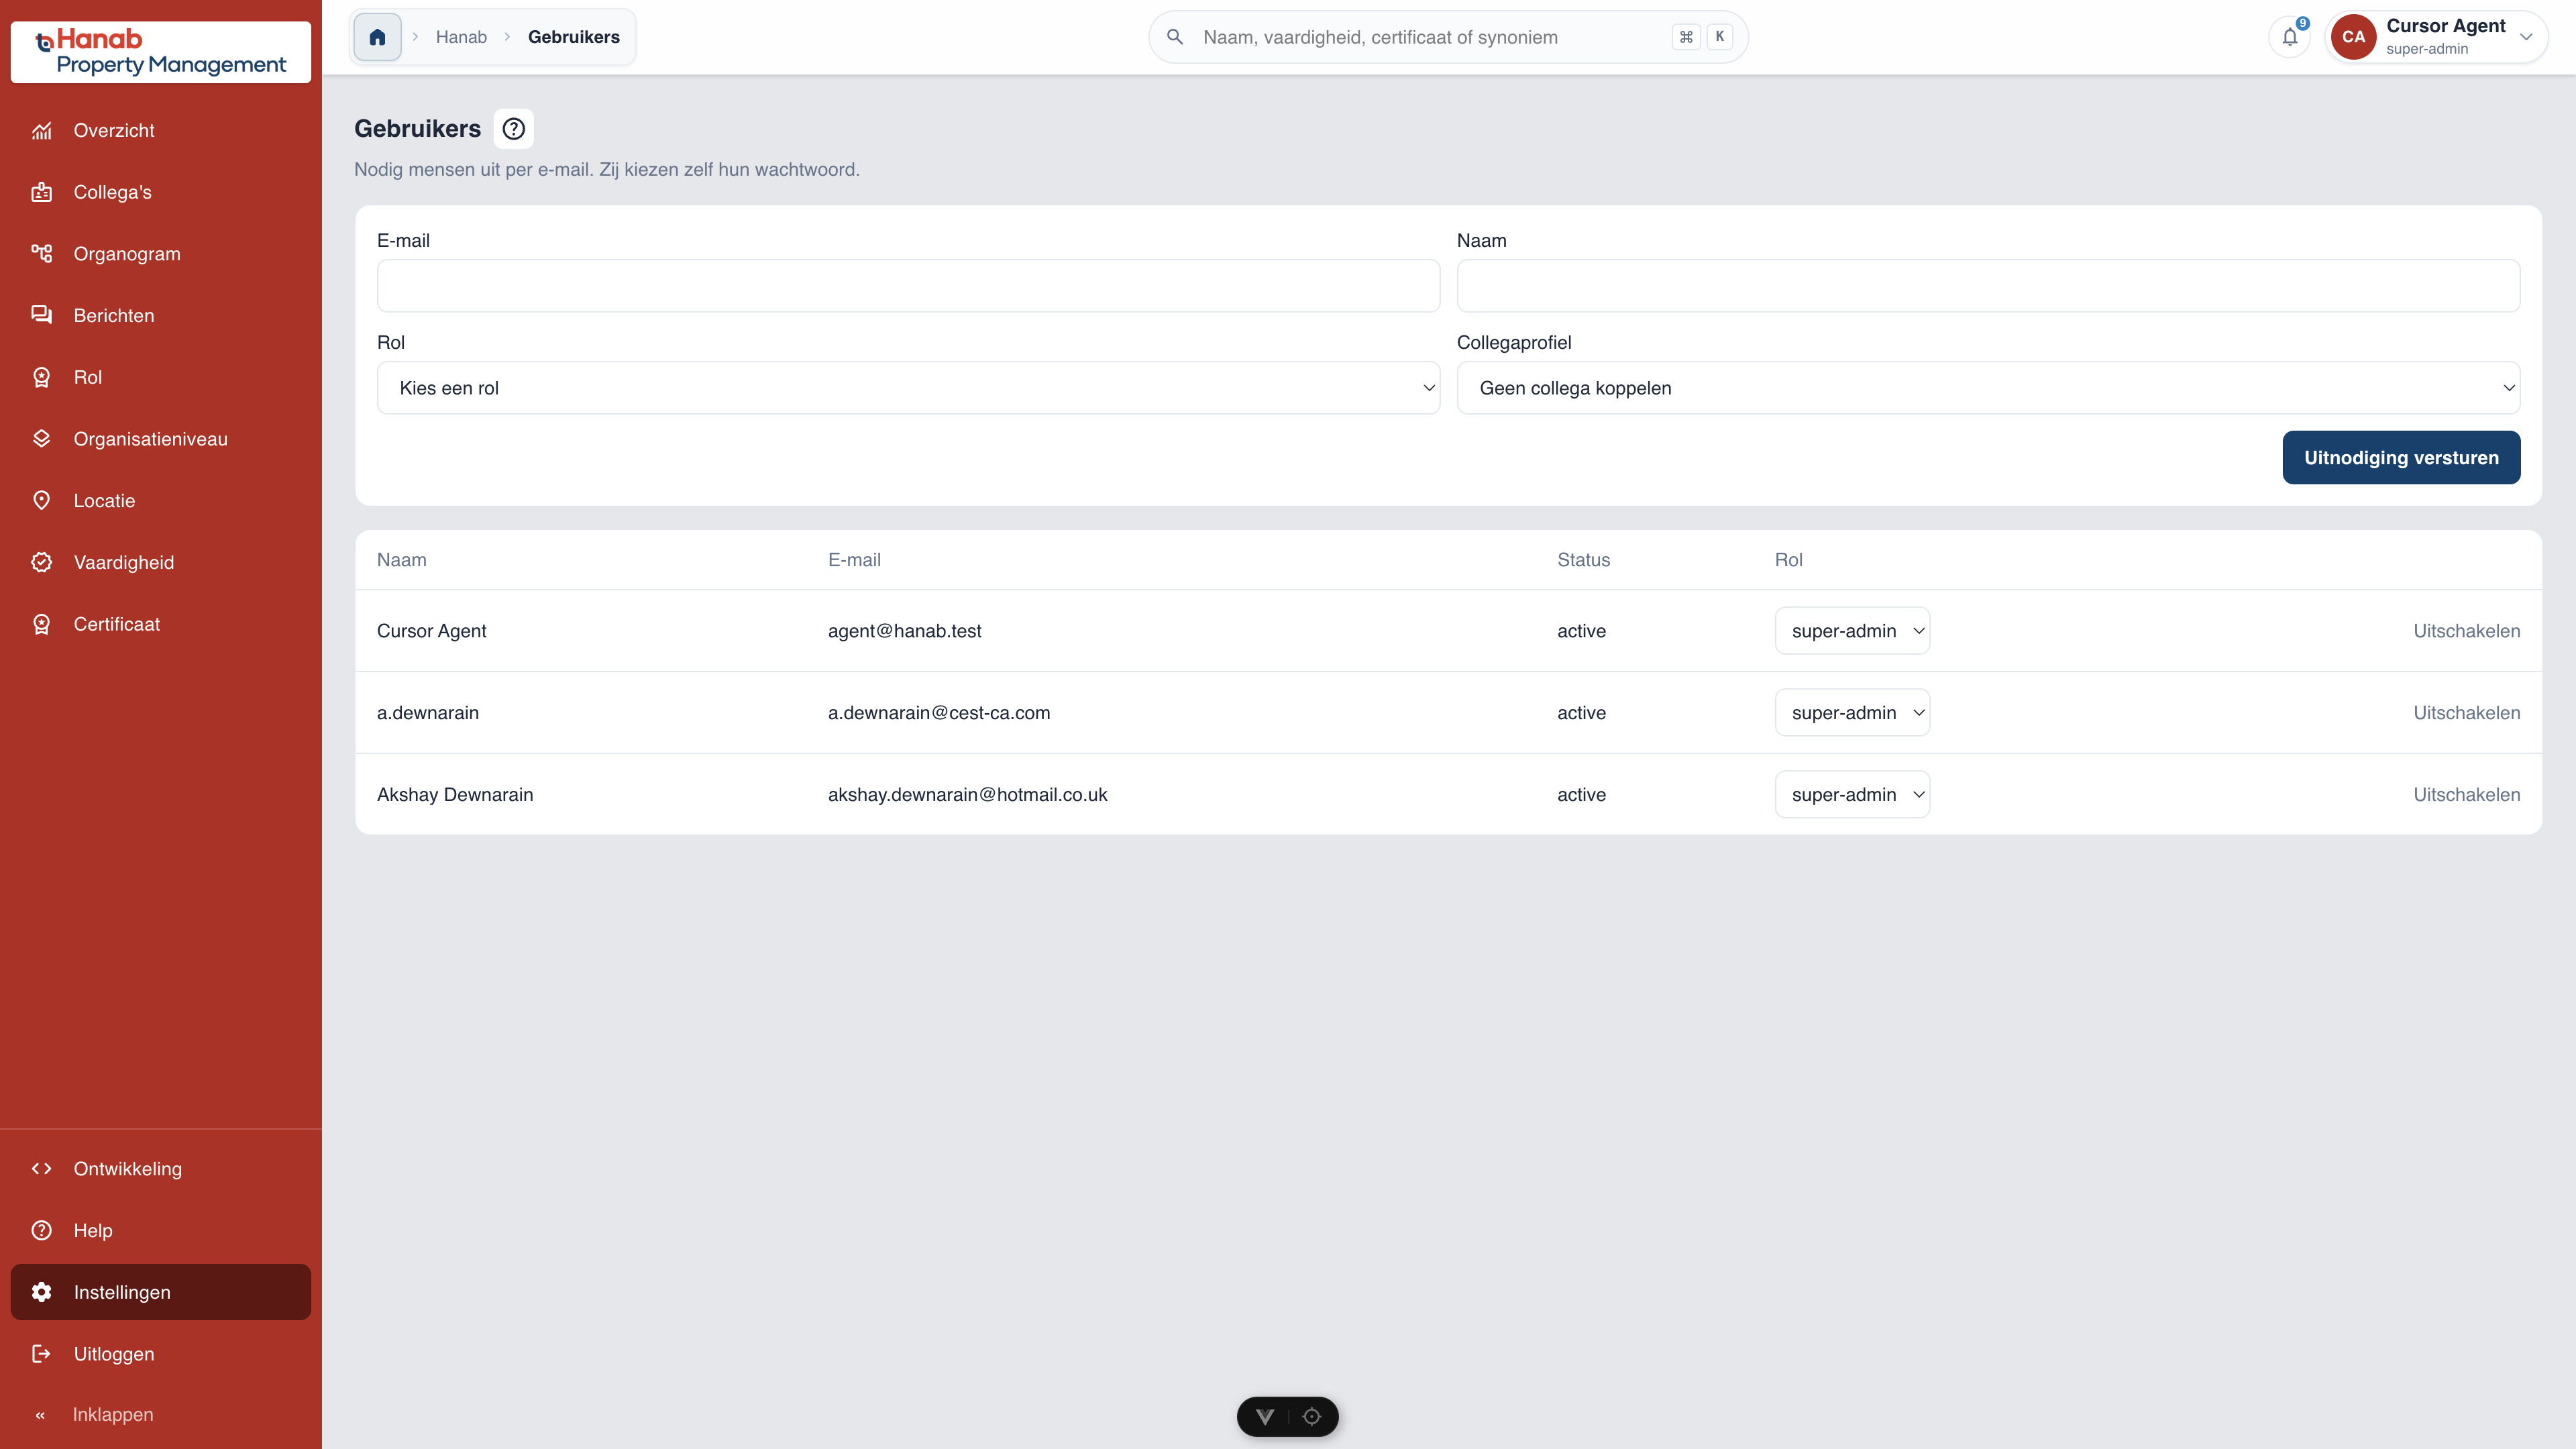 Hanab
Property Management
Overzicht
Collega's
Organogram
Berichten
Rol
Organisatieniveau
Locatie
Vaardigheid
Certificaat
Ontwikkeling
Help
Instellingen
Uitloggen
« Inklappen
Hanab Gebruikers
Naam, vaardigheid, certificaat of synoniem ⌘ K
9
CA
Cursor Agent
super-admin
Gebruikers
Nodig mensen uit per e-mail. Zij kiezen zelf hun wachtwoord.
E-mail Naam
Rol Collegaprofiel
Kies een rol Geen collega koppelen
Uitnodiging versturen
Naam E-mail Status Rol
Cursor Agent agent@hanab.test active super-admin Uitschakelen
a.dewnarain a.dewnarain@cest-ca.com active super-admin Uitschakelen
Akshay Dewnarain akshay.dewnarain@hotmail.co.uk active super-admin Uitschakelen